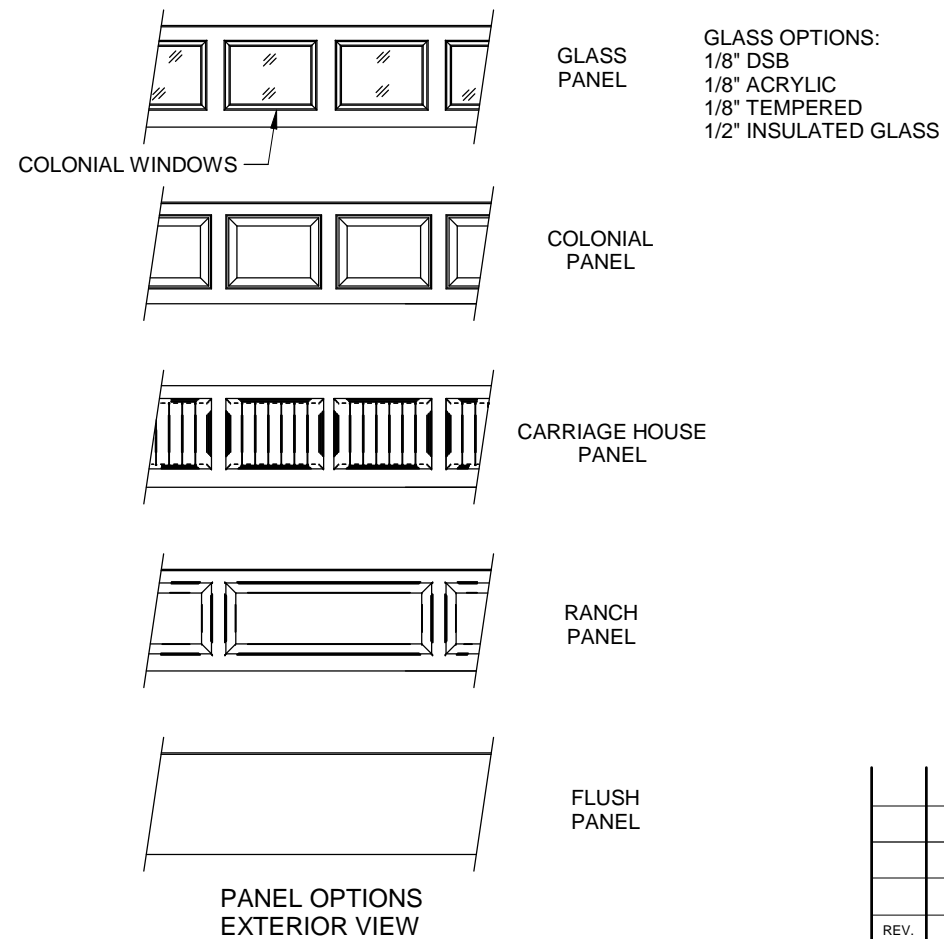 GLASS
PANEL
GLASS OPTIONS:
1/8" DSB
1/8" ACRYLIC
1/8" TEMPERED
1/2" INSULATED GLASS
COLONIAL WINDOWS
COLONIAL
PANEL
CARRIAGE HOUSE
PANEL
RANCH
PANEL
FLUSH
PANEL
PANEL OPTIONS
EXTERIOR VIEW
REV.